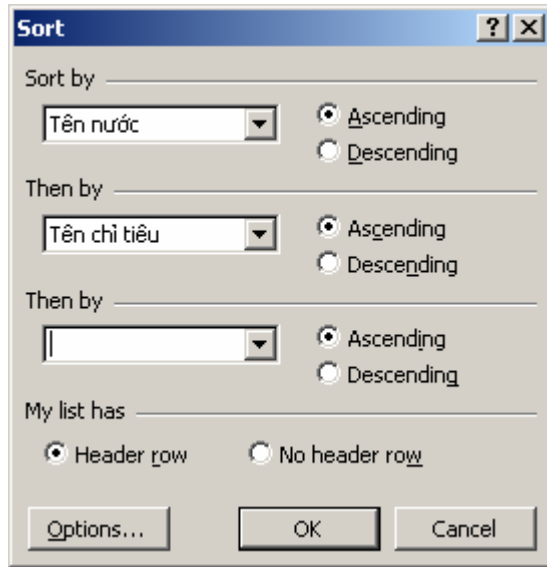 Sort
Sort by
Tên nước
Ascending
Descending
Then by
Tên chỉ tiêu
Ascending
Descending
Then by
Ascending
Descending
My list has
Header row
No header row
Options...
OK
Cancel